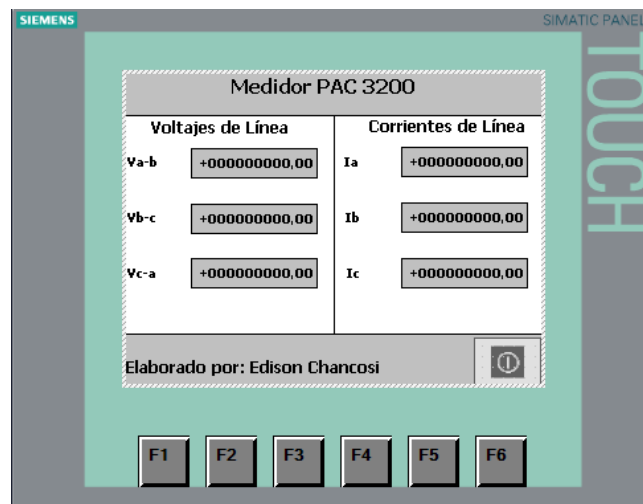 SIEMENS
SIMATIC PANEL
TOUCH
Medidor PAC 3200
Voltajes de Línea
Corrientes de Línea
Va-b +000000000,00
Ia +000000000,00
Vb-c +000000000,00
Ib +000000000,00
Vc-a +000000000,00
Ic +000000000,00
Elaborado por: Edison Chancosi
F1 F2 F3 F4 F5 F6